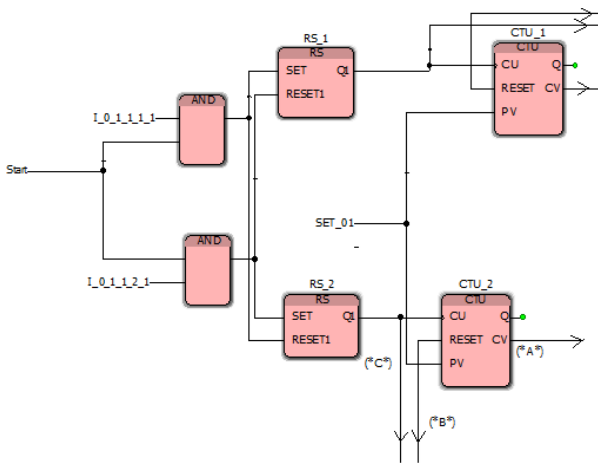 CTU_1
RS_1
CTU
RS
CU Q
SET Q1
RESET CV
AND
RESET1
I_0_1_1_1_1
PV
Start
SET_01
AND
I_0_1_1_2_1
RS_2
CTU_2
RS
CTU
SET Q1
CU Q
RESET1
RESET CV
(*C*)
PV
(*A*)
(*B*)